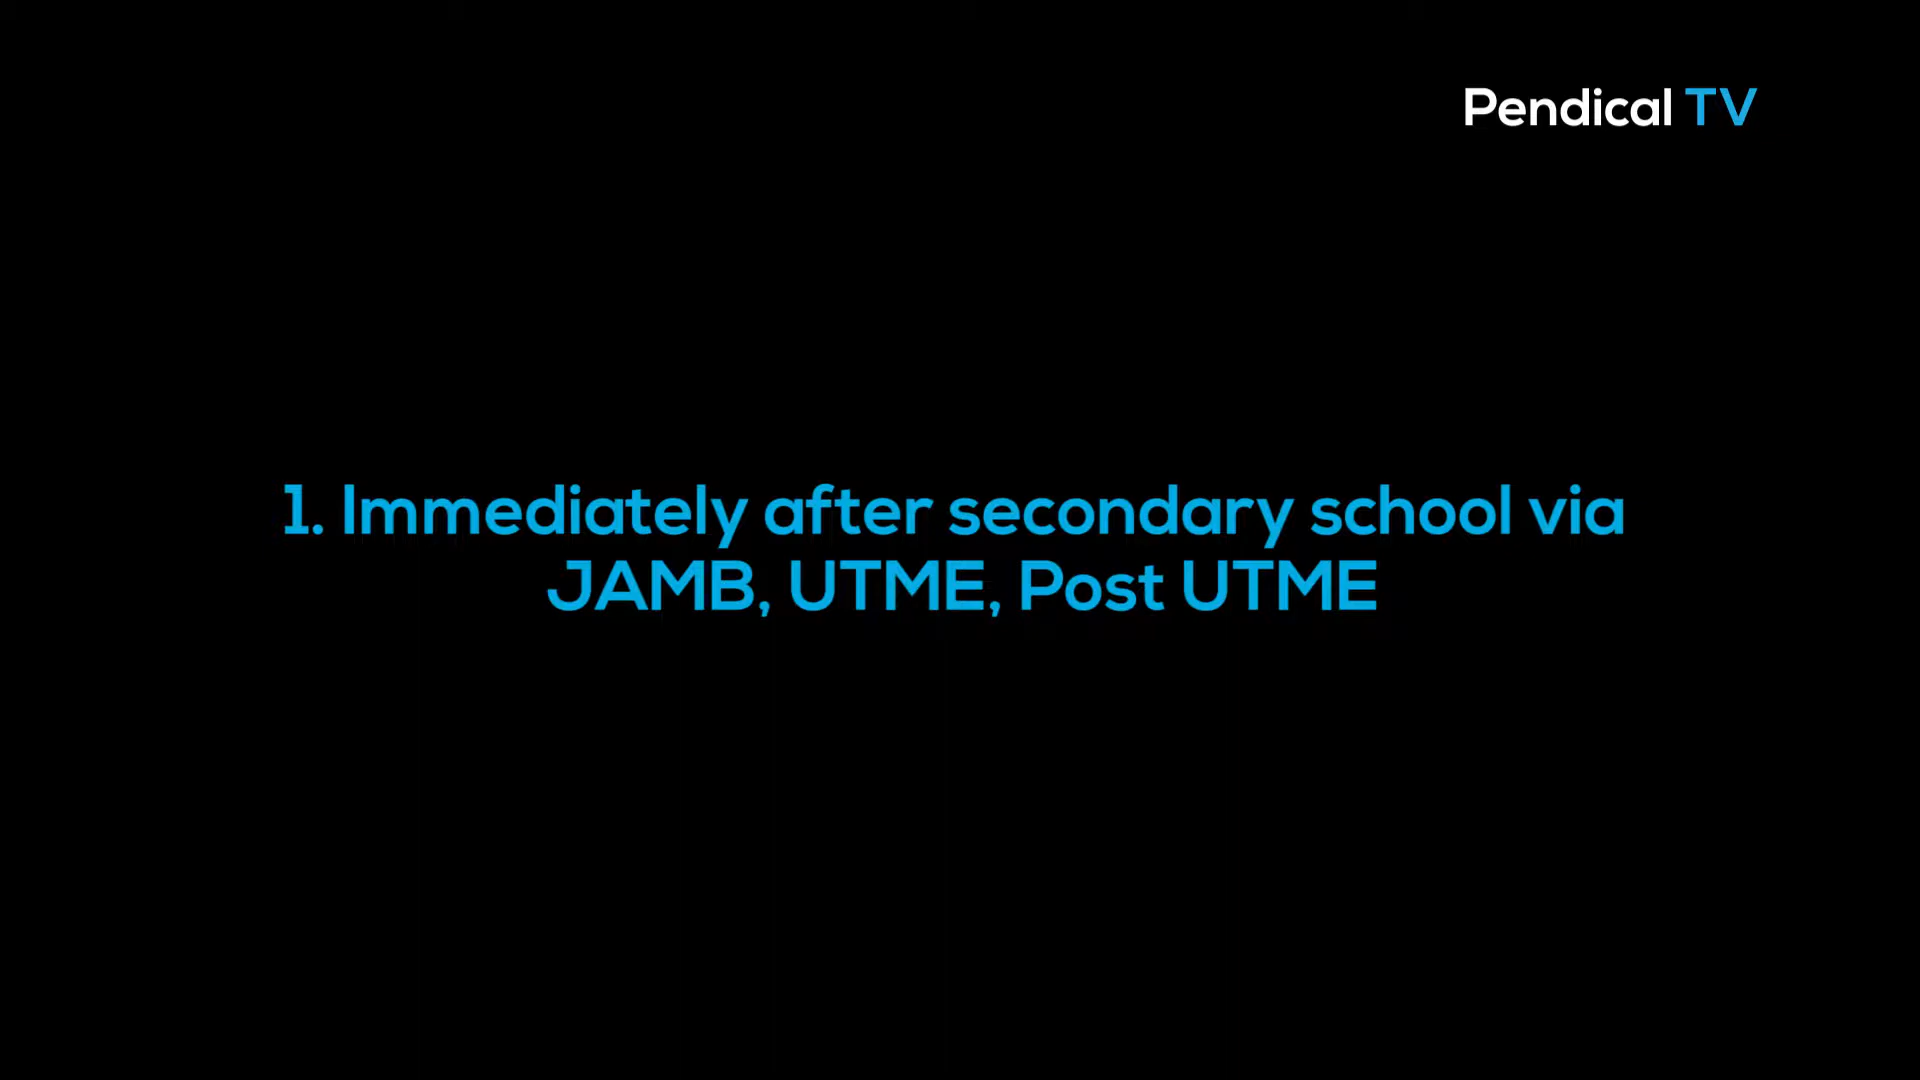 Pendical TV
1. Immediately after secondary school via
JAMB, UTME, Post UTME